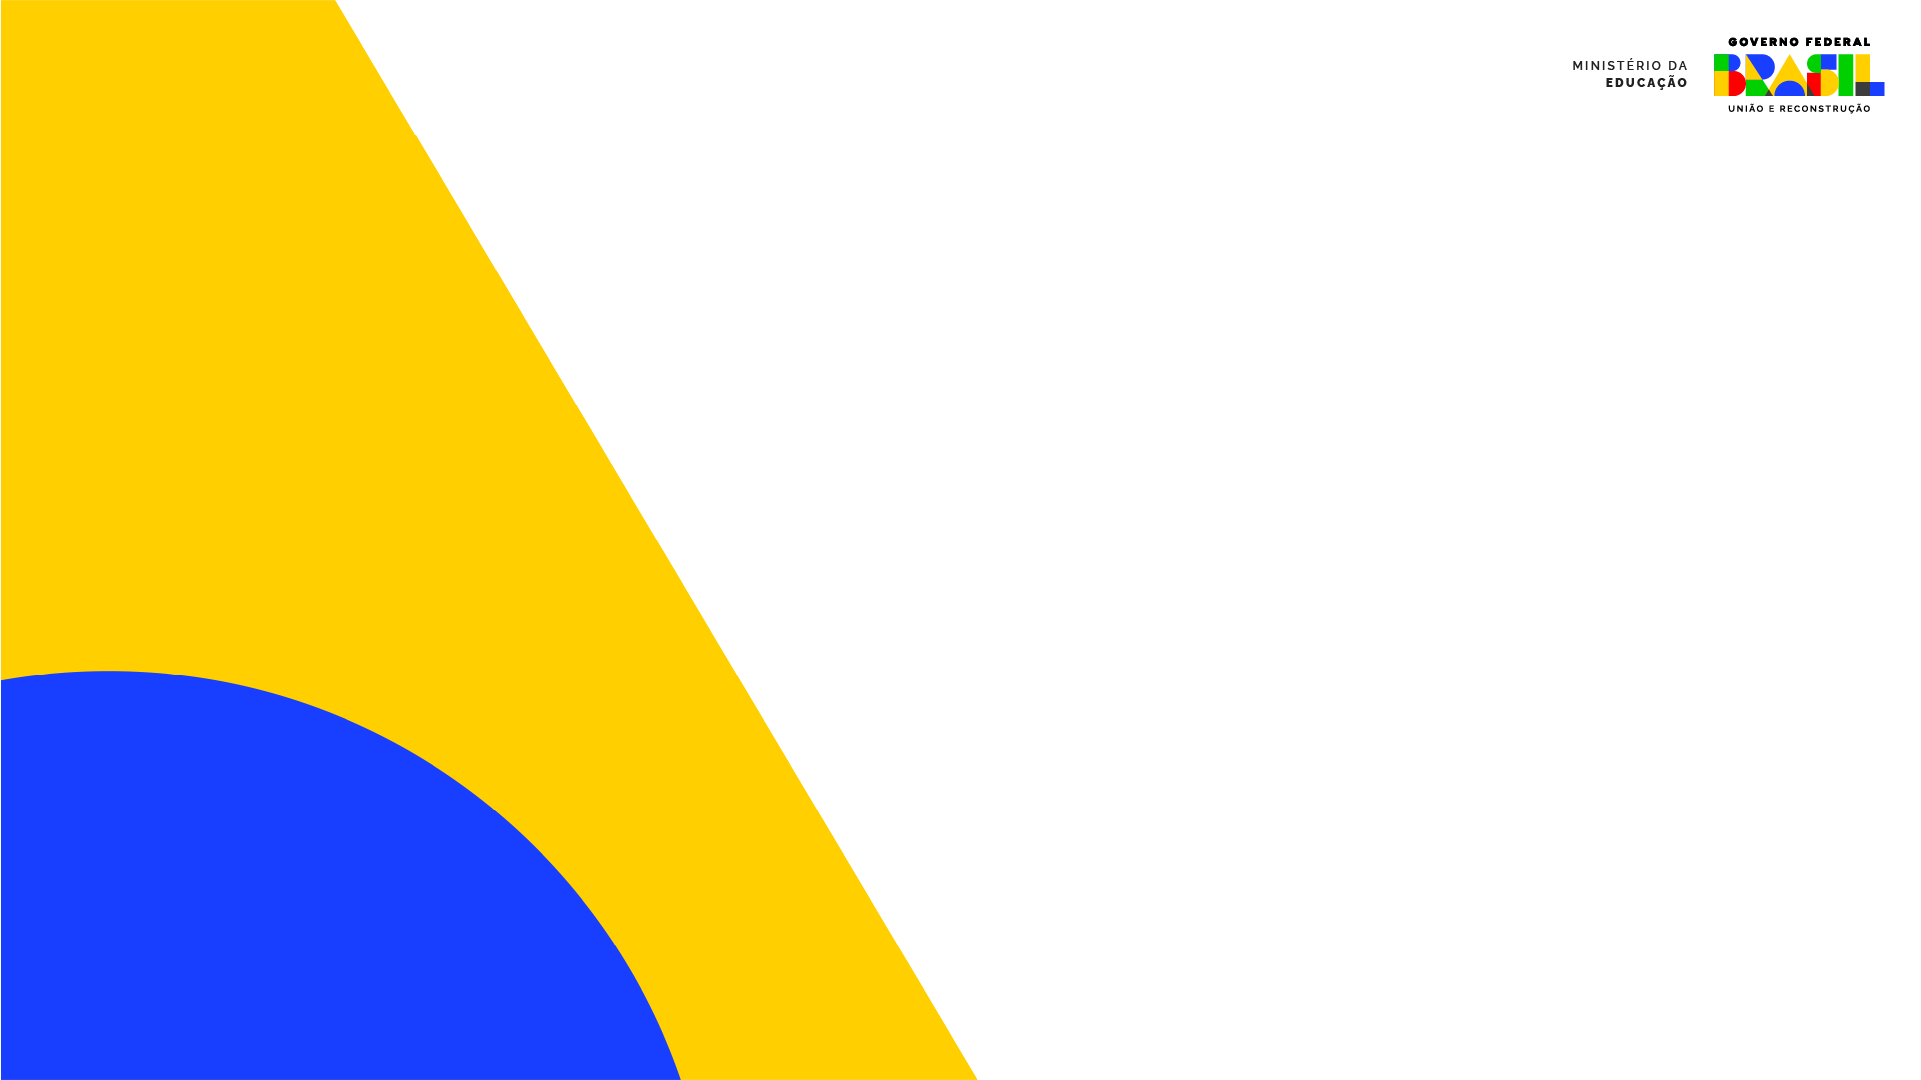 MINISTÉRIO DA
EDUCAÇÃO
GOVERNO FEDERAL
BRASIL
UNIÃO E RECONSTRUÇÃO